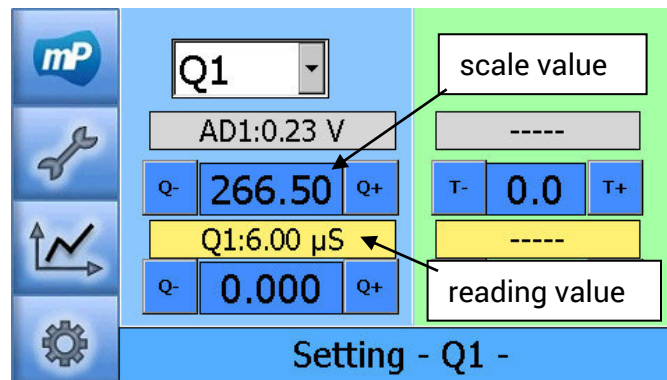 mP
Q1
scale value
AD1:0.23 V
-----
Q-
266.50
Q+
T-
0.0
T+
Q1:6.00 µS
-----
Q-
0.000
Q+
reading value
Setting - Q1 -